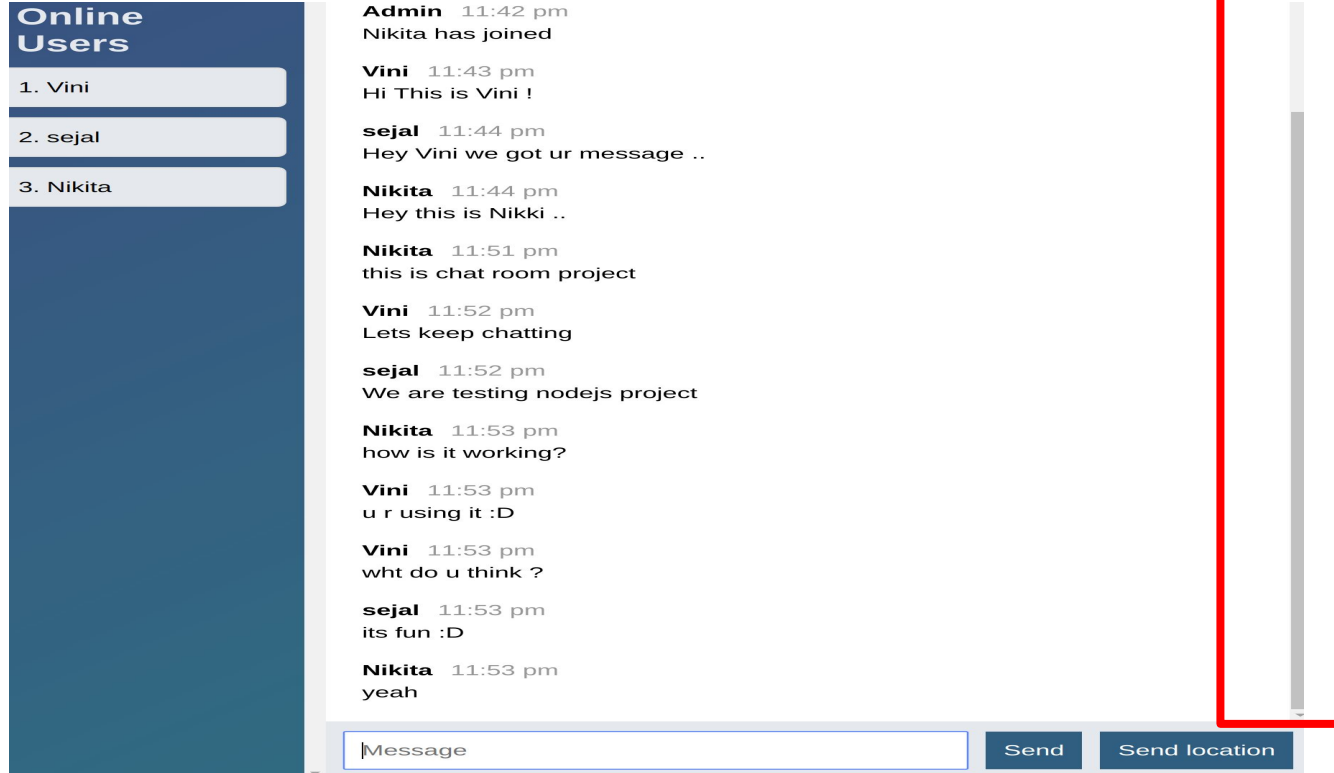 Online
Users
1. Vini
2. sejal
3. Nikita
Admin 11:42 pm
Nikita has joined
Vini 11:43 pm
Hi This is Vini !
sejal 11:44 pm
Hey Vini we got ur message ..
Nikita 11:44 pm
Hey this is Nikki ..
Nikita 11:51 pm
this is chat room project
Vini 11:52 pm
Lets keep chatting
sejal 11:52 pm
We are testing nodejs project
Nikita 11:53 pm
how is it working?
Vini 11:53 pm
u r using it :D
Vini 11:53 pm
wht do u think ?
sejal 11:53 pm
its fun :D
Nikita 11:53 pm
yeah
Message
Send
Send location